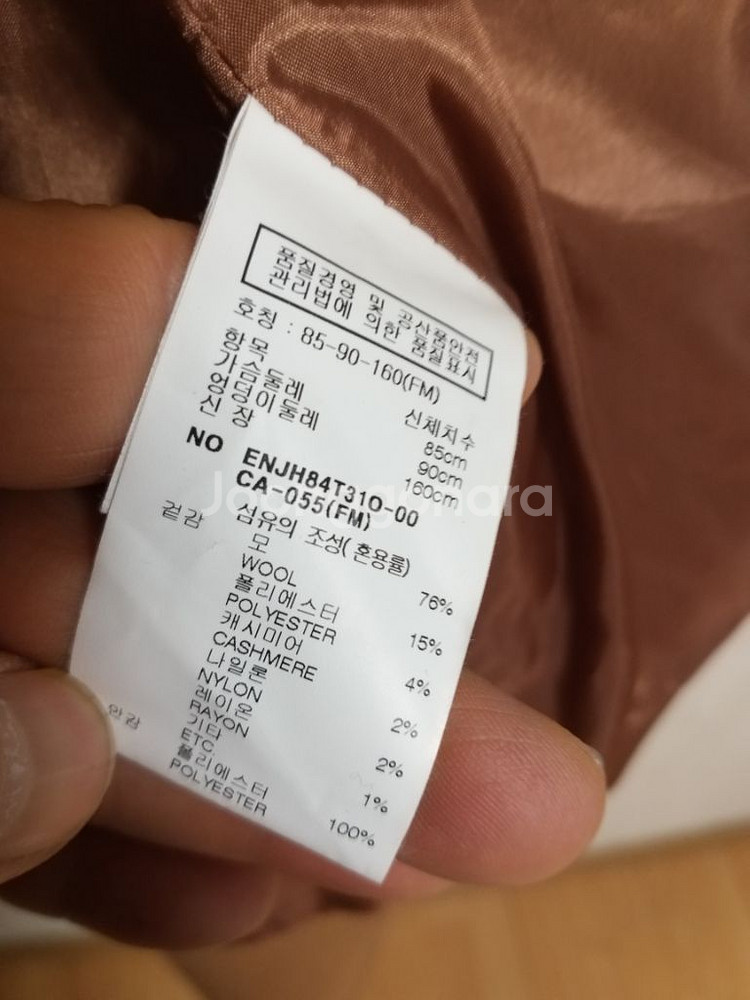 품질경영 및 공산품안전
관리법에 의한 품질표시
호칭 : 85-90-160(FM)
항목 신체치수
가슴둘레 85cm
엉덩이둘레 90cm
신장 160cm
NO ENJH84T310-00
CA-055(FM)
겉감 섬유의 조성(혼용률)
모
WOOL 76%
폴리에스터
POLYESTER 15%
캐시미어
CASHMERE 4%
나일론
NYLON 2%
레이온
RAYON 2%
기타
ETC. 1%
안감 폴리에스터
POLYESTER 100%
Joonggonara